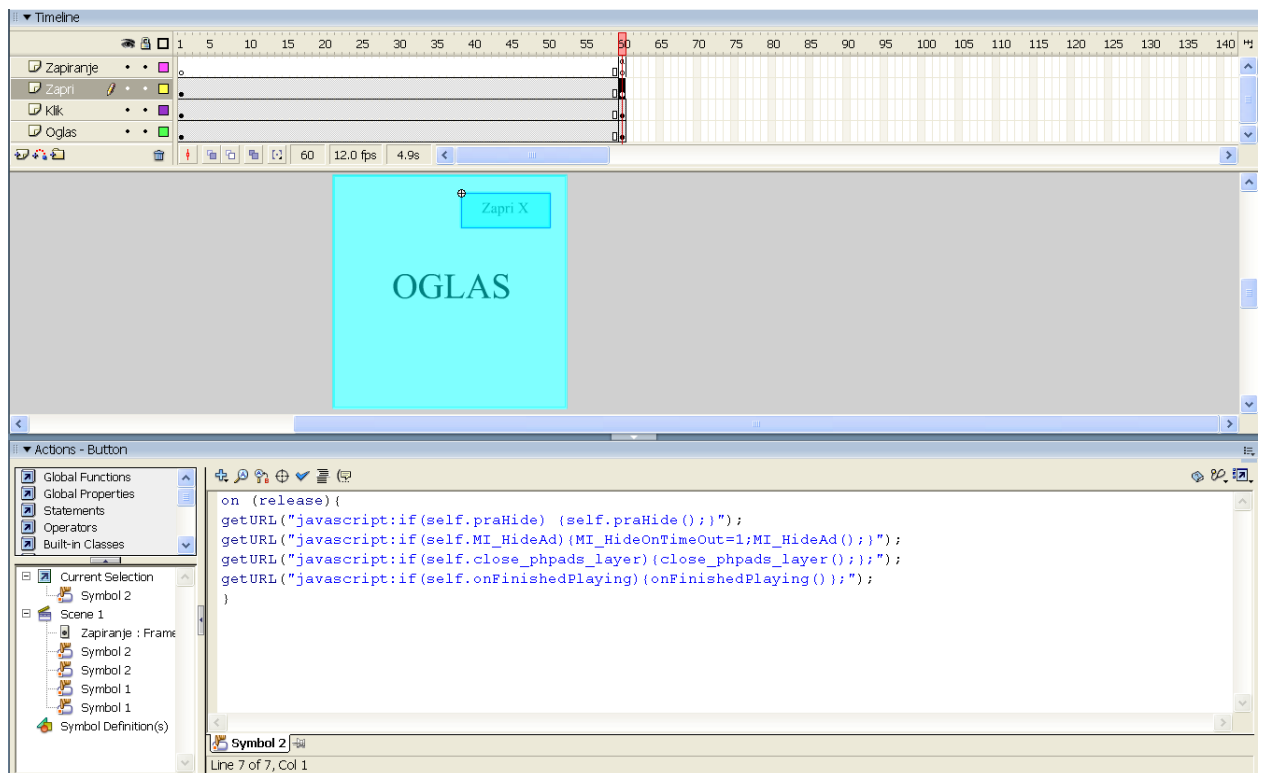 Timeline
1 5 10 15 20 25 30 35 40 45 50 55 60 65 70 75 80 85 90 95 100 105 110 115 120 125 130 135 140
Zapiranje
Zapri
Klik
Oglas
60 12.0 fps 4.9s
Zapri X
OGLAS
Actions - Button
Global Functions
Global Properties
Statements
Operators
Built-in Classes
Current Selection
Symbol 2
Scene 1
Zapiranje : Frame
Symbol 2
Symbol 2
Symbol 1
Symbol 1
Symbol Definition(s)
on (release){
getURL("javascript:if(self.praHide) {self.praHide();}");
getURL("javascript:if(self.MI_HideAd){MI_HideOnTimeOut=1;MI_HideAd();}");
getURL("javascript:if(self.close_phpads_layer){close_phpads_layer();};");
getURL("javascript:if(self.onFinishedPlaying){onFinishedPlaying()};");
}
Symbol 2
Line 7 of 7, Col 1